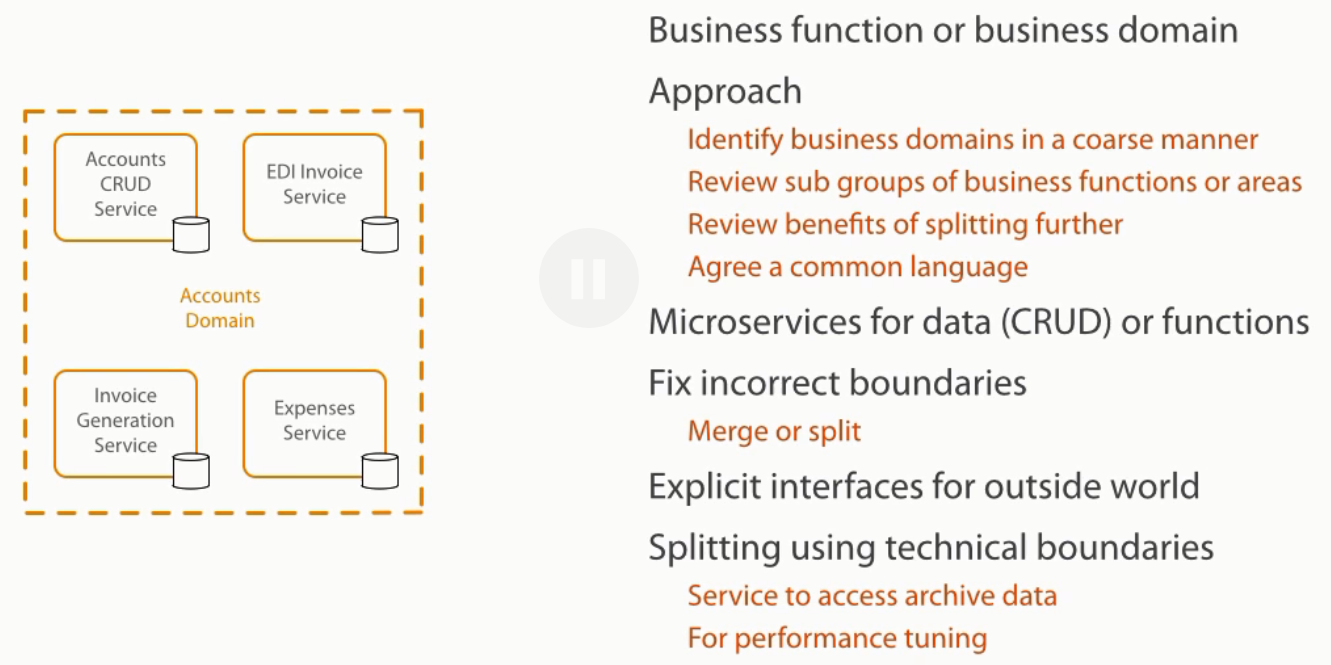 Accounts
CRUD
Service
EDI Invoice
Service
Accounts
Domain
Invoice
Generation
Service
Expenses
Service
Business function or business domain
Approach
Identify business domains in a coarse manner
Review sub groups of business functions or areas
Review benefits of splitting further
Agree a common language
Microservices for data (CRUD) or functions
Fix incorrect boundaries
Merge or split
Explicit interfaces for outside world
Splitting using technical boundaries
Service to access archive data
For performance tuning